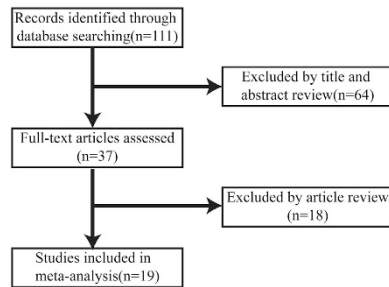 Records identified through
database searching(n=111)
Excluded by title and
abstract review(n=64)
Full-text articles assessed
(n=37)
Excluded by article review
(n=18)
Studies included in
meta-analysis(n=19)